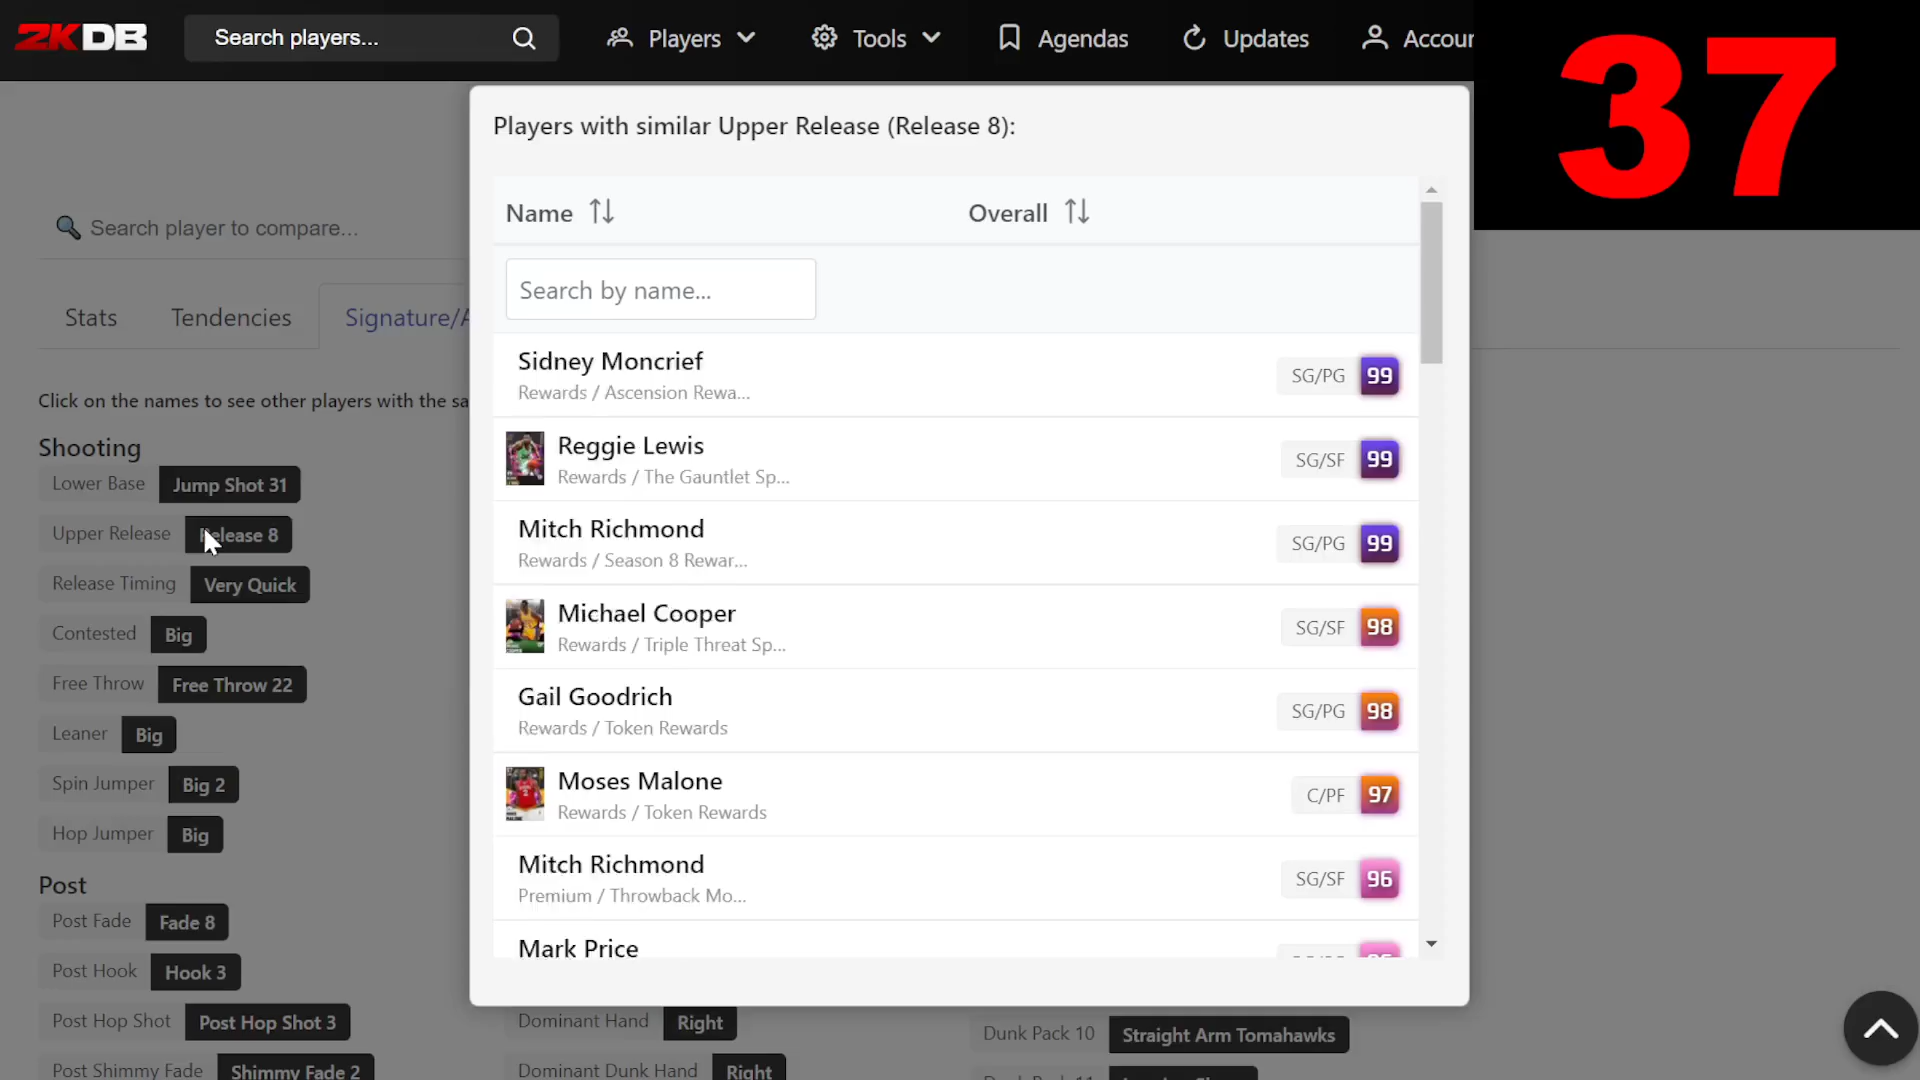 2KDB
Search players...
Players
Tools
Agendas
Updates
Accour
37
Players with similar Upper Release (Release 8):
Name
Overall
Search by name...
Sidney Moncrief
Rewards / Ascension Rewa...
SG/PG 99
Reggie Lewis
Rewards / The Gauntlet Sp...
SG/SF 99
Mitch Richmond
Rewards / Season 8 Rewar...
SG/PG 99
Michael Cooper
Rewards / Triple Threat Sp...
SG/SF 98
Gail Goodrich
Rewards / Token Rewards
SG/PG 98
Moses Malone
Rewards / Token Rewards
C/PF 97
Mitch Richmond
Premium / Throwback Mo...
SG/SF 96
Mark Price
Search player to compare...
Stats
Tendencies
Signature/A
Click on the names to see other players with the sa
Shooting
Lower Base Jump Shot 31
Upper Release Release 8
Release Timing Very Quick
Contested Big
Free Throw Free Throw 22
Leaner Big
Spin Jumper Big 2
Hop Jumper Big
Post
Post Fade Fade 8
Post Hook Hook 3
Post Hop Shot Post Hop Shot 3
Post Shimmy Fade Shimmy Fade 2
Dominant Hand Right
Dominant Dunk Hand Right
Dunk Pack 10 Straight Arm Tomahawks